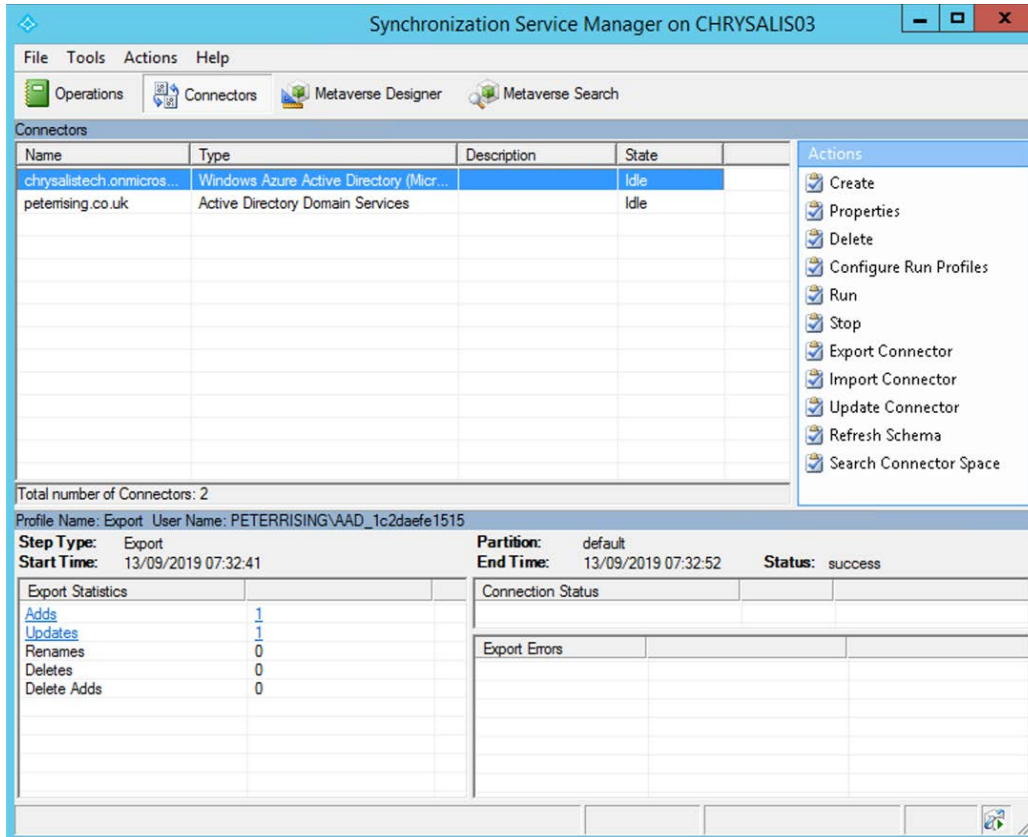 Synchronization Service Manager on CHRYSALIS03
File Tools Actions Help
Operations Connectors Metaverse Designer Metaverse Search
Connectors
Name Type Description State
chrysalistech.onmicros... Windows Azure Active Directory (Micr... Idle
peterrising.co.uk Active Directory Domain Services Idle
Total number of Connectors: 2
Actions
Create
Properties
Delete
Configure Run Profiles
Run
Stop
Export Connector
Import Connector
Update Connector
Refresh Schema
Search Connector Space
Profile Name: Export User Name: PETERRISING\AAD_1c2daefe1515
Step Type: Export Partition: default
Start Time: 13/09/2019 07:32:41 End Time: 13/09/2019 07:32:52 Status: success
Export Statistics
Adds 1
Updates 1
Renames 0
Deletes 0
Delete Adds 0
Connection Status
Export Errors